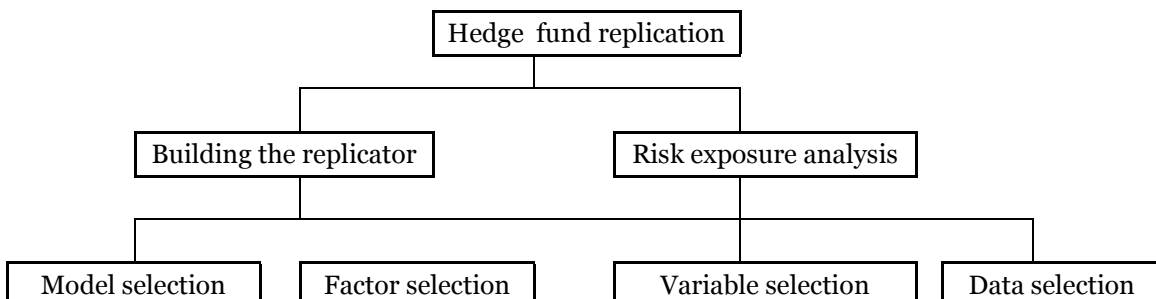 Hedge fund replication
Building the replicator
Risk exposure analysis
Model selection
Factor selection
Variable selection
Data selection